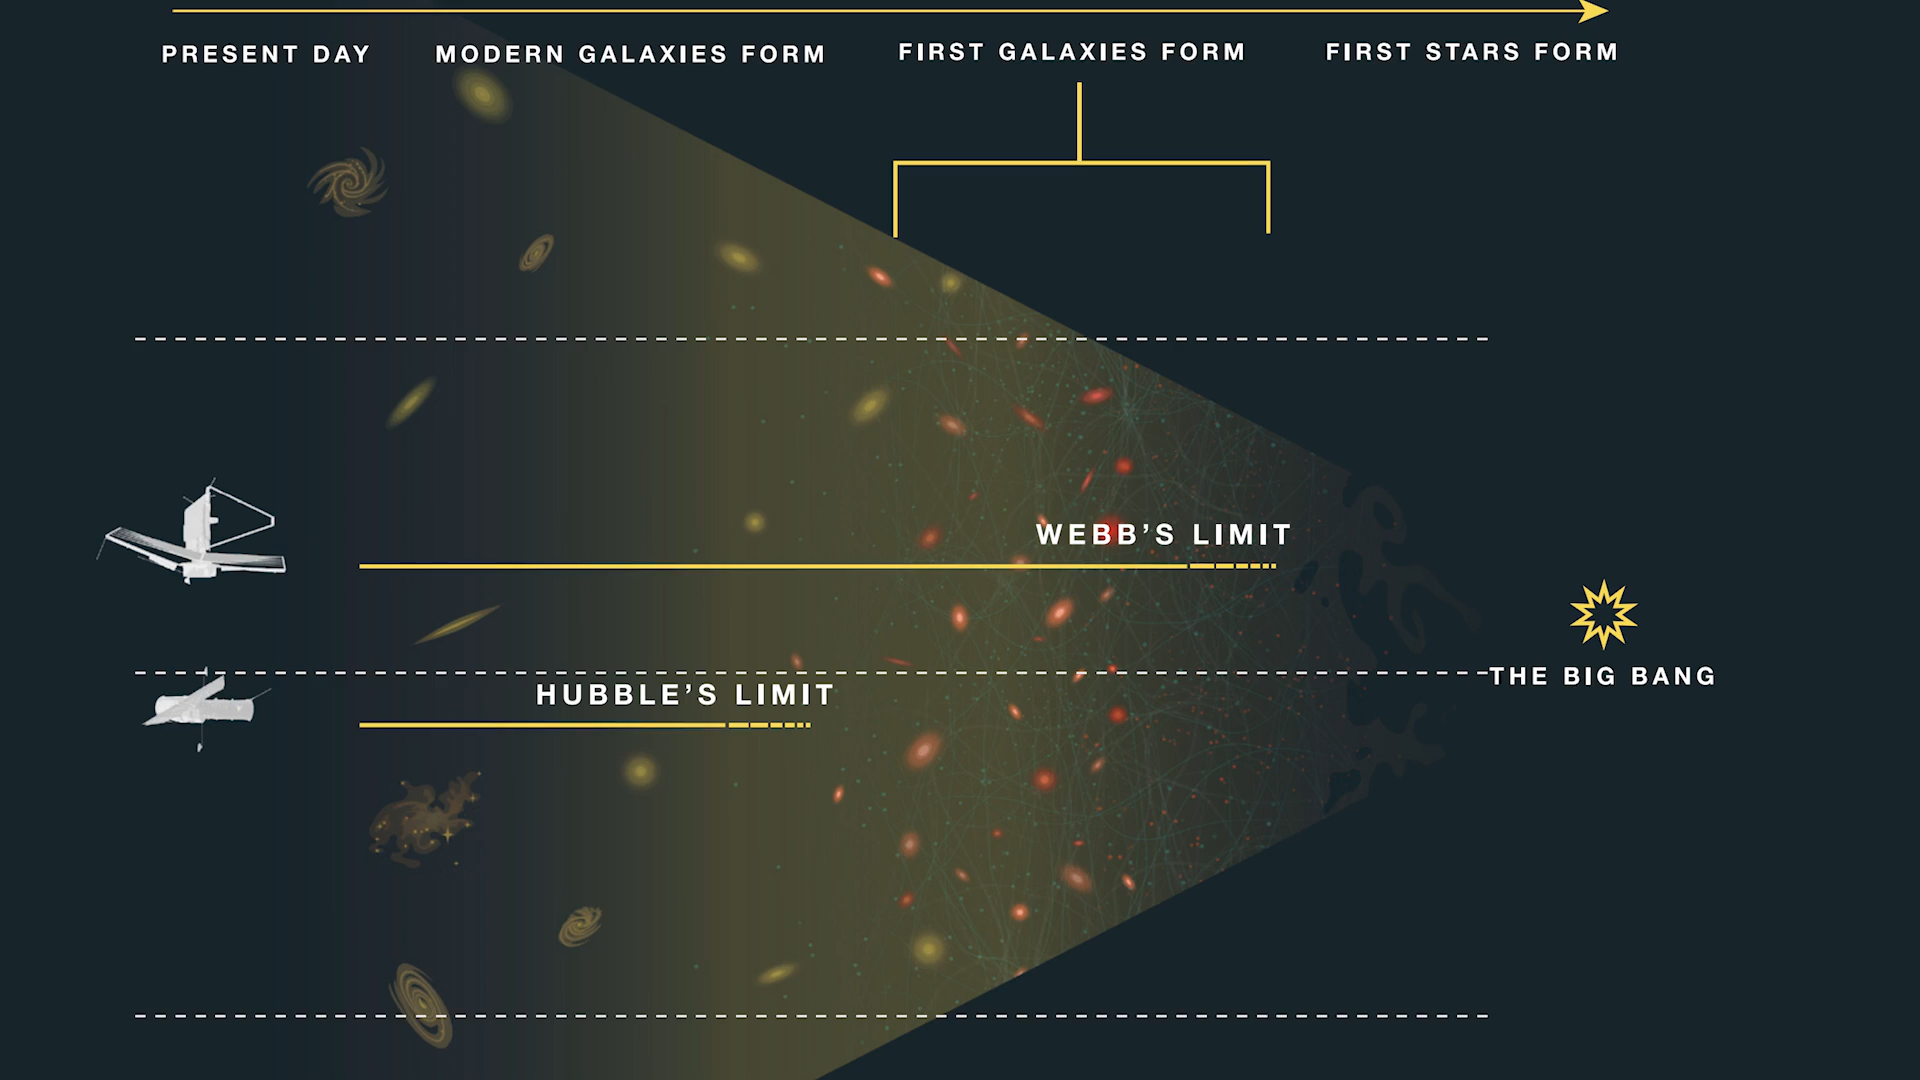 PRESENT DAY
MODERN GALAXIES FORM
FIRST GALAXIES FORM
FIRST STARS FORM
WEBB’S LIMIT
THE BIG BANG
HUBBLE’S LIMIT